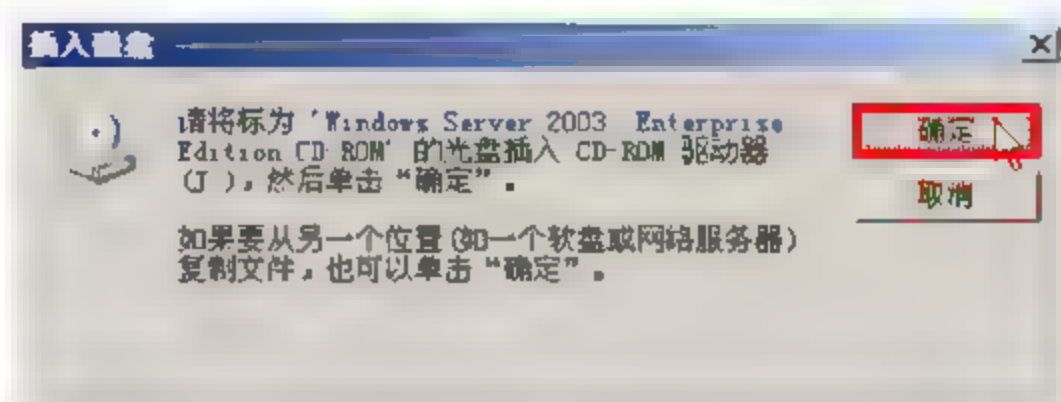 插入磁盘
请将标为 'Windows Server 2003 Enterprise
Edition CD-ROM' 的光盘插入 CD-ROM 驱动器
(J:), 然后单击“确定”。
确定
取消
如果要从另一个位置(如一个软盘或网络服务器)
复制文件，也可以单击“确定”。